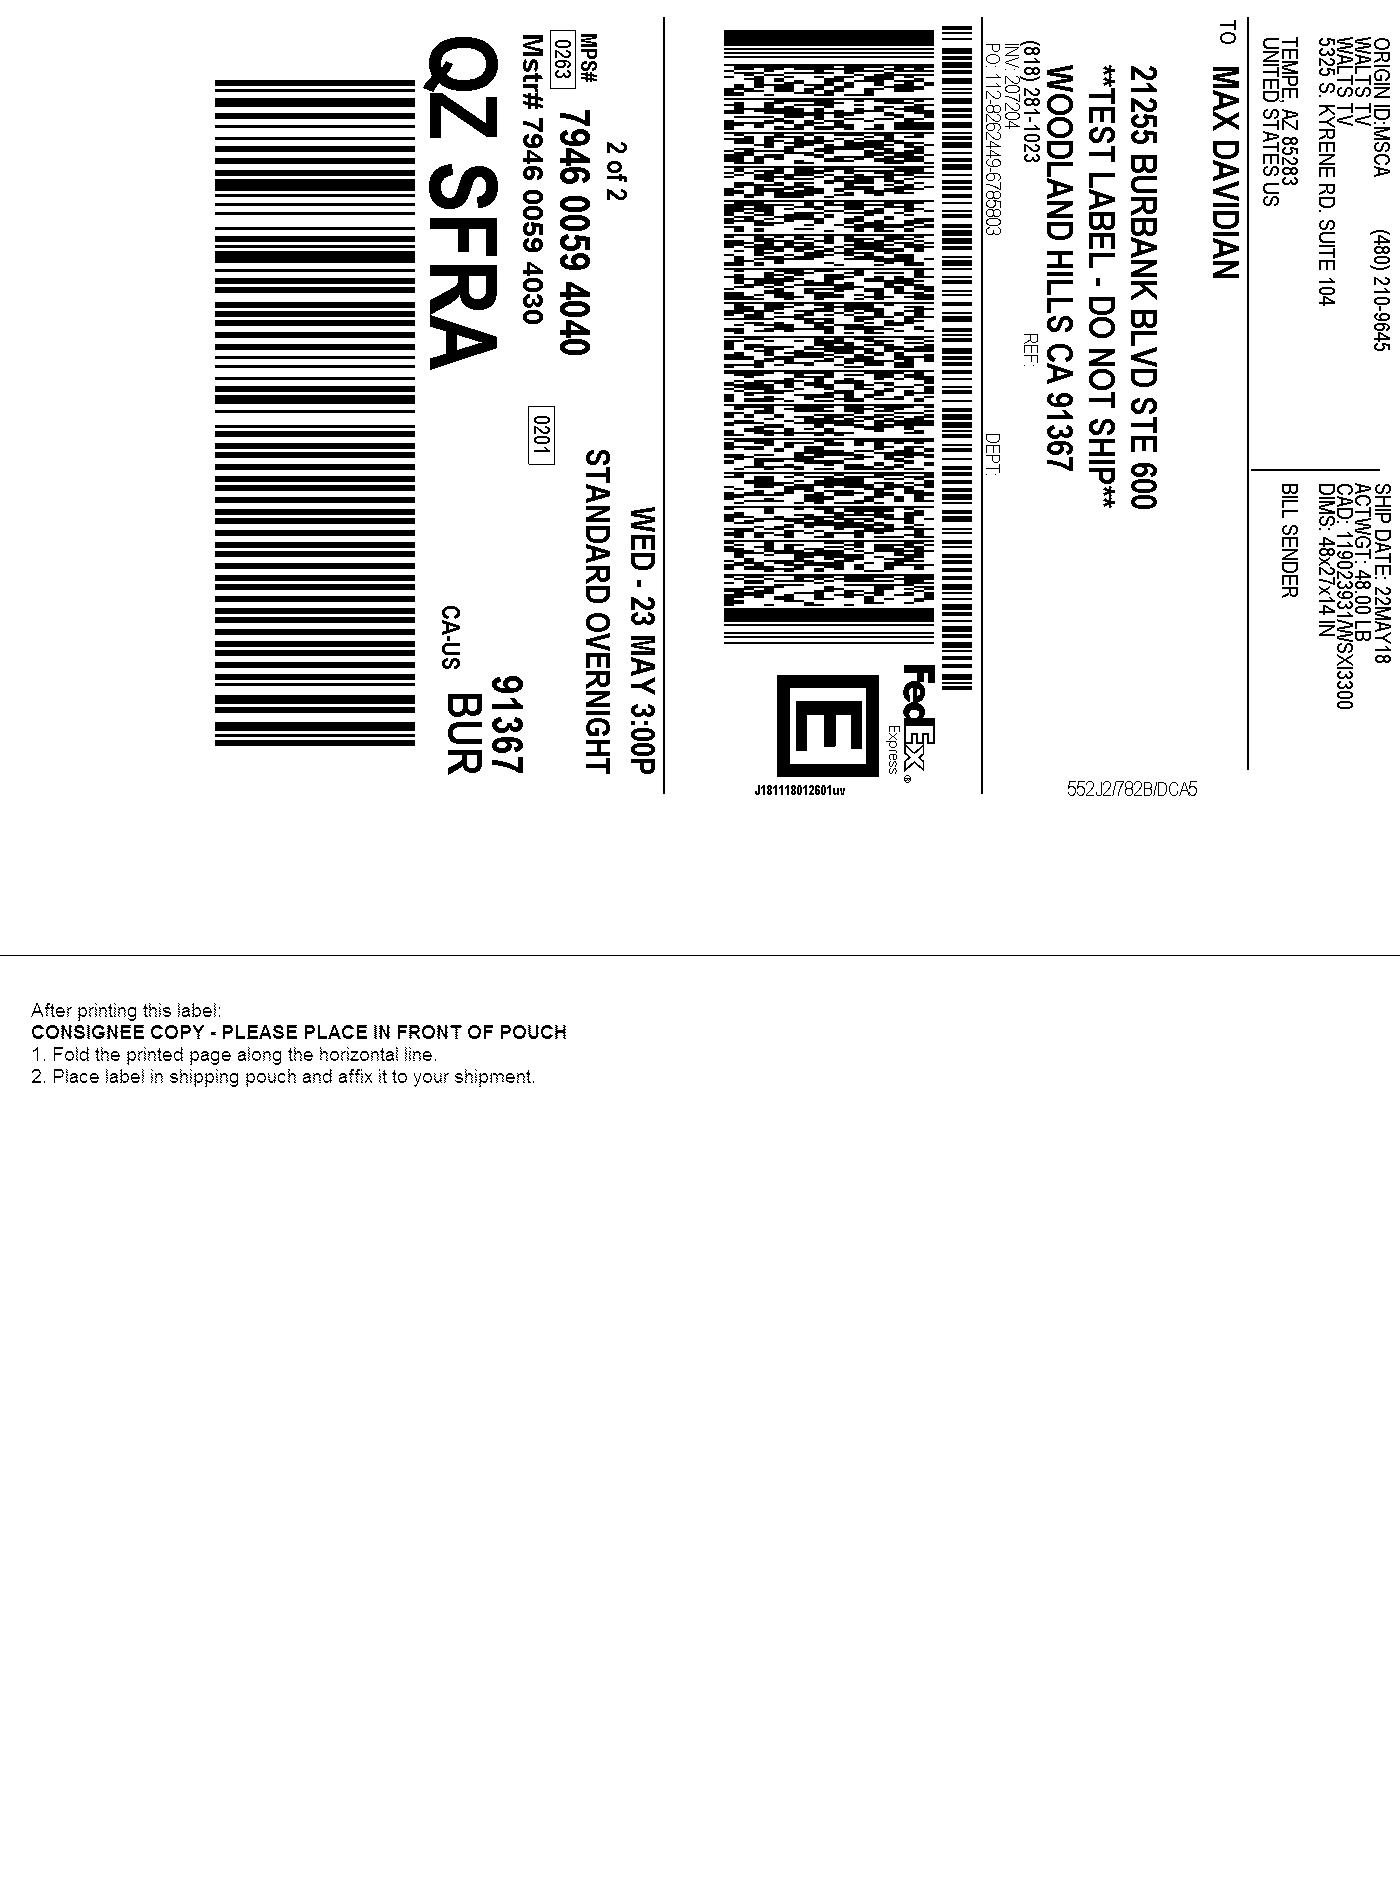 ORIGIN ID:MSCA (480) 210-9645
WALTS TV
WALTS TV
5325 S. KYRENE RD. SUITE 104
TEMPE, AZ 85283
UNITED STATES US
SHIP DATE: 22MAY18
ACTWGT: 48.00 LB
CAD: 119023931/WSXI3300
DIMS: 48x27x14 IN
BILL SENDER
TO MAX DAVIDIAN
21255 BURBANK BLVD STE 600
**TEST LABEL - DO NOT SHIP**
WOODLAND HILLS CA 91367
(818) 281-1023 REF:
INV: 207204
PO: 112-8262449-6785803 DEPT:
552J2/782B/DCA5
FedEx®
Express
E
J181118012601uv
2 of 2
MPS# 7946 0059 4040
0263
Mstr# 7946 0059 4030
0201
WED - 23 MAY 3:00P
STANDARD OVERNIGHT
QZ SFRA
91367
CA-US BUR
After printing this label:
CONSIGNEE COPY - PLEASE PLACE IN FRONT OF POUCH
1. Fold the printed page along the horizontal line.
2. Place label in shipping pouch and affix it to your shipment.